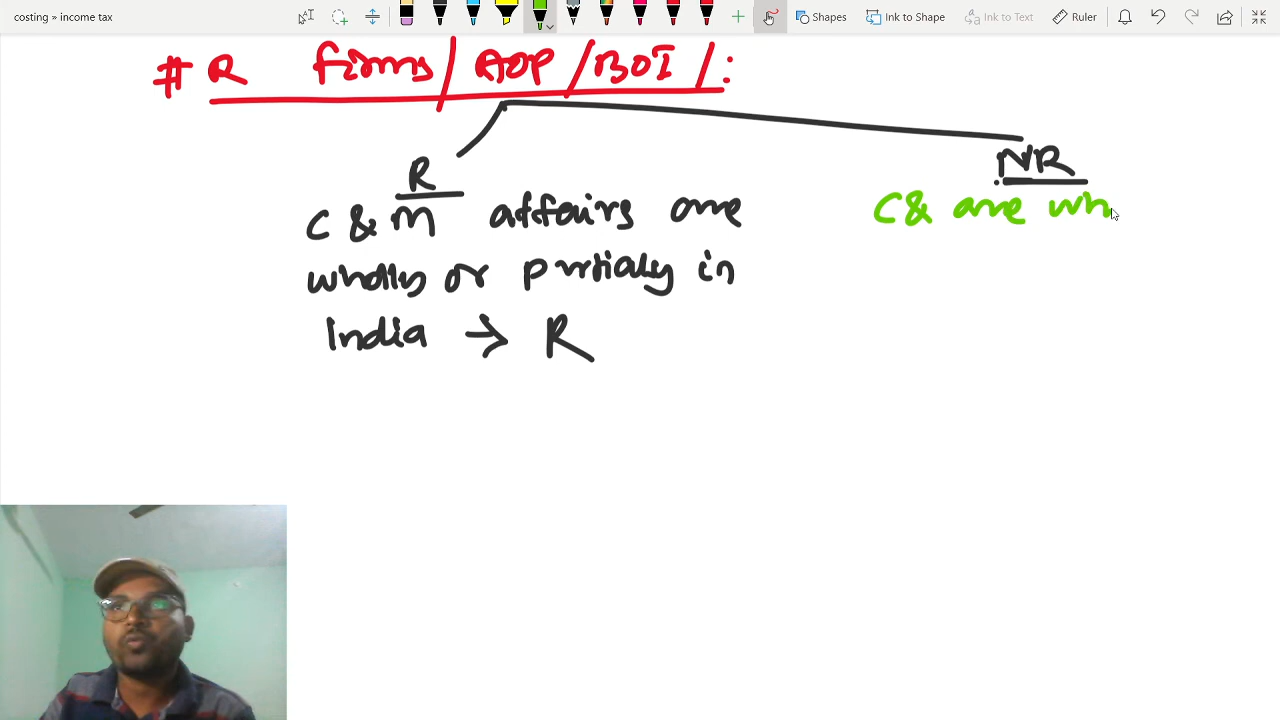 costing » income tax
Shapes
Ink to Shape
Ink to Text
Ruler
# R firms / AOP / BOI / :
R
NR
C & M affairs are
C& are wh
wholly or partialy in
India → R